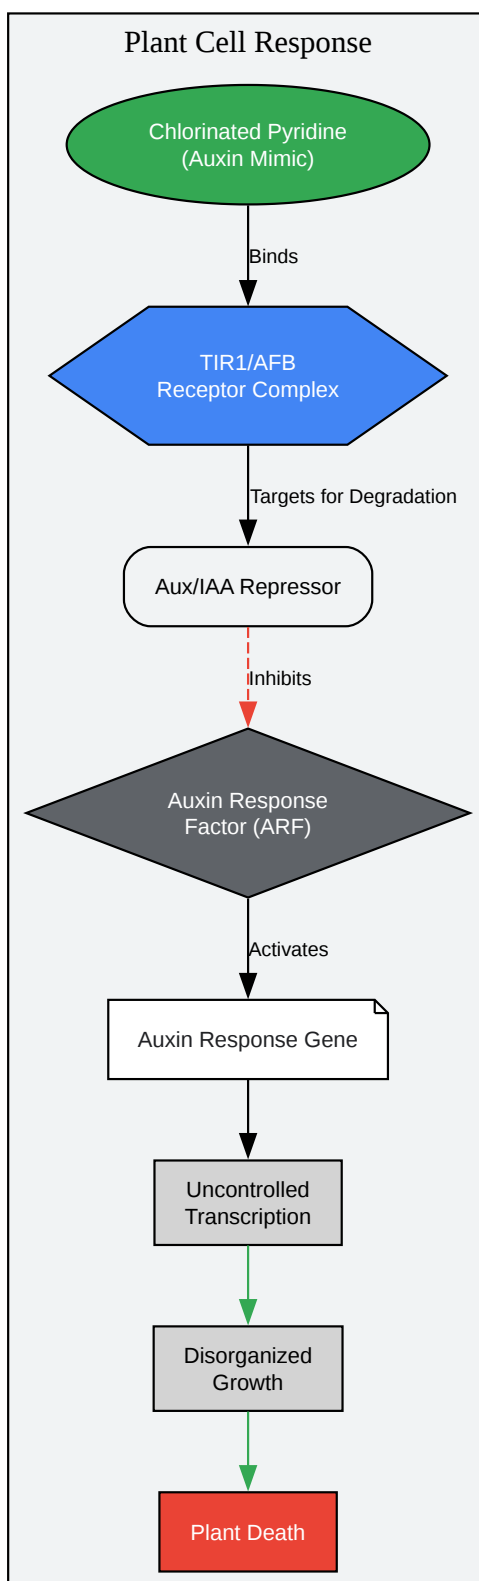 Plant Cell Response
Chlorinated Pyridine
(Auxin Mimic)
Binds
TIR1/AFB
Receptor Complex
Targets for Degradation
Aux/IAA Repressor
Inhibits
Auxin Response
Factor (ARF)
Activates
Auxin Response Gene
Uncontrolled
Transcription
Disorganized
Growth
Plant Death